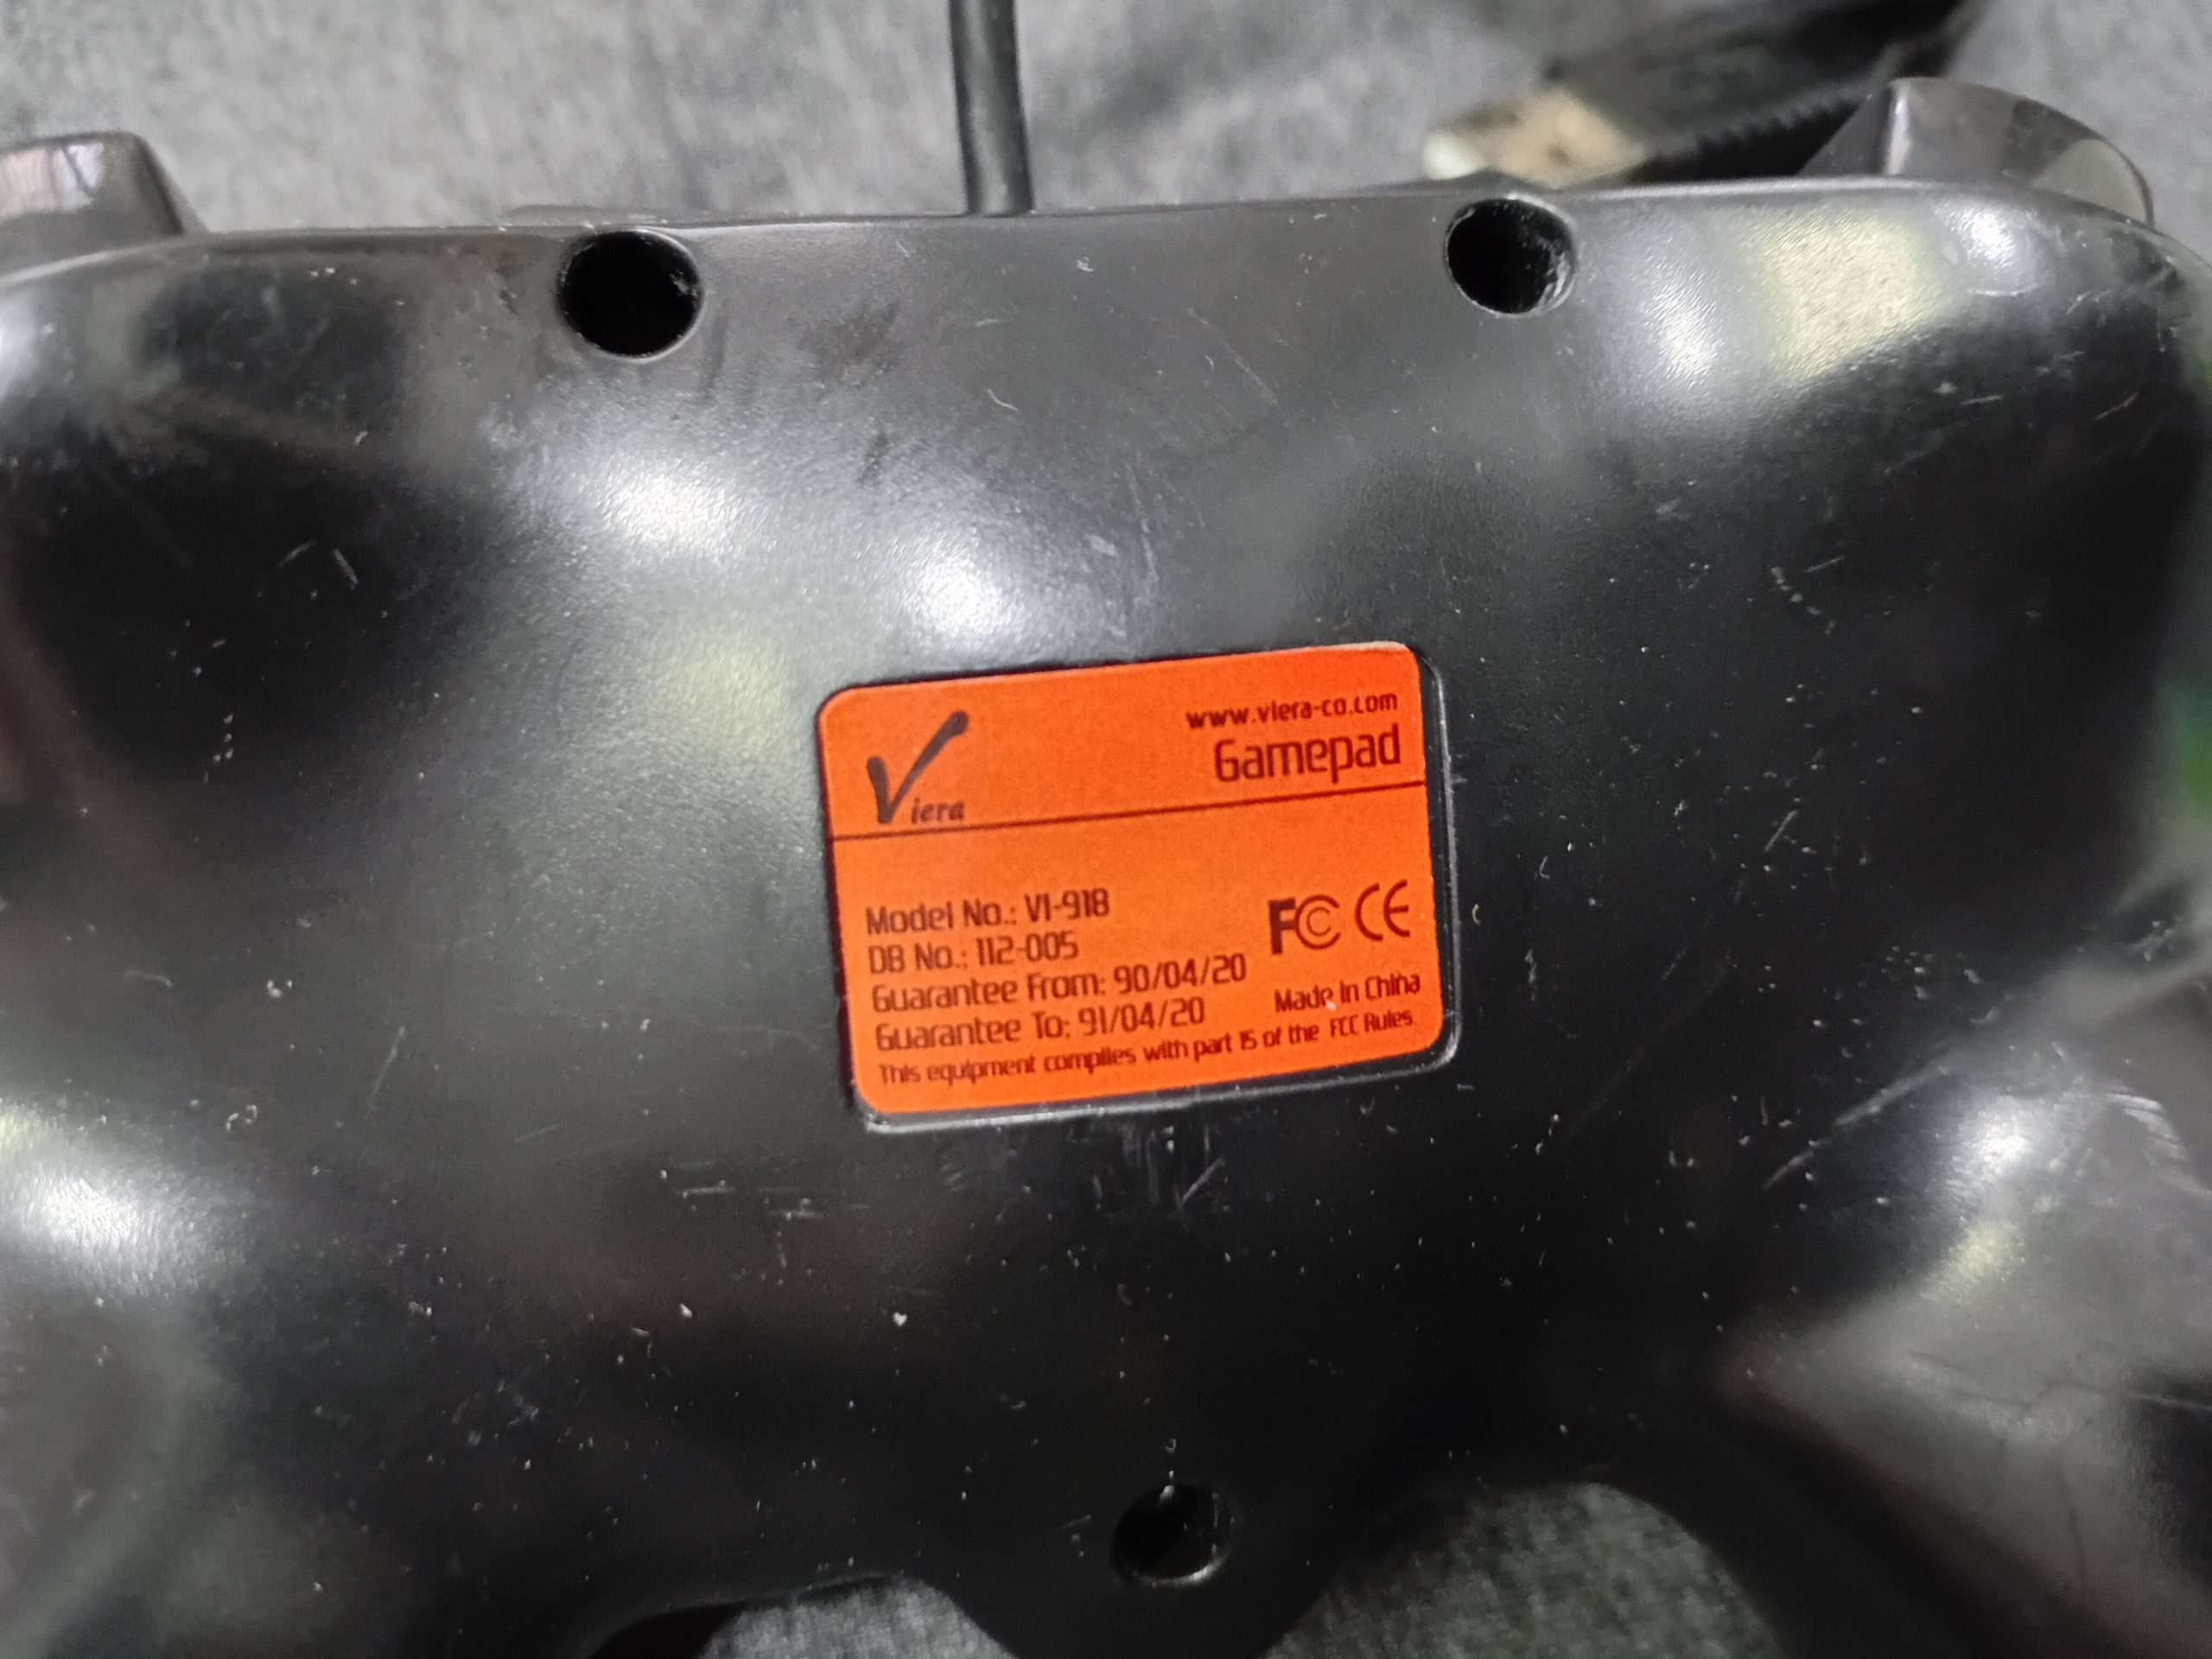 Viera
www.viera-co.com
Gamepad
Model No.: VI-918
DB No.: 112-005
Guarantee From: 90/04/20
Guarantee To: 91/04/20
FC CE
Made In China
This equipment complies with part 15 of the FCC Rules.